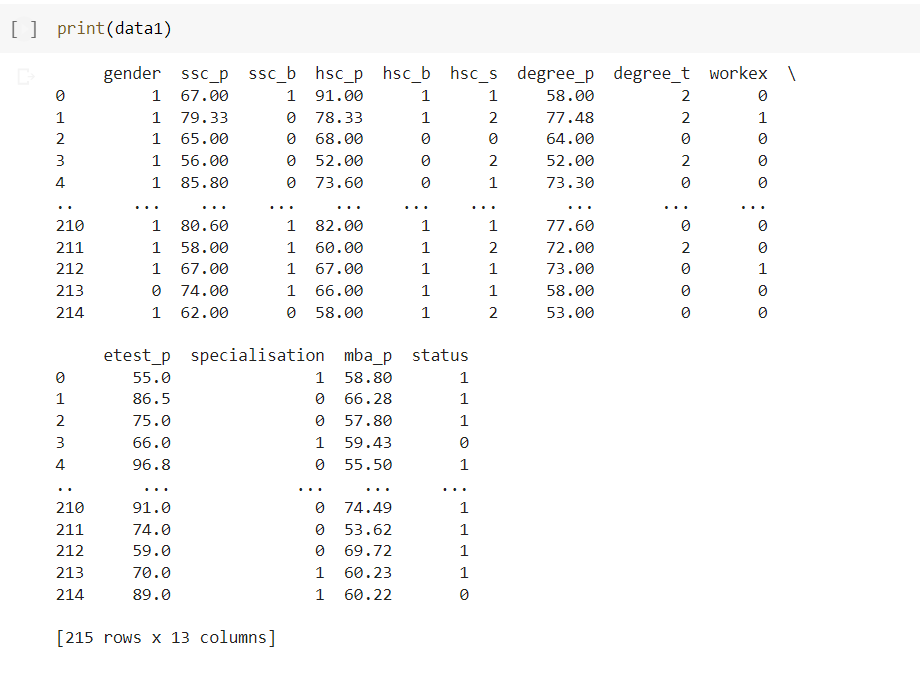 [ ] print(data1)
gender ssc_p ssc_b hsc_p hsc_b hsc_s degree_p degree_t workex \
0 1 67.00 1 91.00 1 1 58.00 2 0
1 1 79.33 0 78.33 1 2 77.48 2 1
2 1 65.00 0 68.00 0 0 64.00 0 0
3 1 56.00 0 52.00 0 2 52.00 2 0
4 1 85.80 0 73.60 0 1 73.30 0 0
.. ... ... ... ... ... ... ... ... ...
210 1 80.60 1 82.00 1 1 77.60 0 0
211 1 58.00 1 60.00 1 2 72.00 2 0
212 1 67.00 1 67.00 1 1 73.00 0 1
213 0 74.00 1 66.00 1 1 58.00 0 0
214 1 62.00 0 58.00 1 2 53.00 0 0
etest_p specialisation mba_p status
0 55.0 1 58.80 1
1 86.5 0 66.28 1
2 75.0 0 57.80 1
3 66.0 1 59.43 0
4 96.8 0 55.50 1
.. ... ... ... ...
210 91.0 0 74.49 1
211 74.0 0 53.62 1
212 59.0 0 69.72 1
213 70.0 1 60.23 1
214 89.0 1 60.22 0
[215 rows x 13 columns]